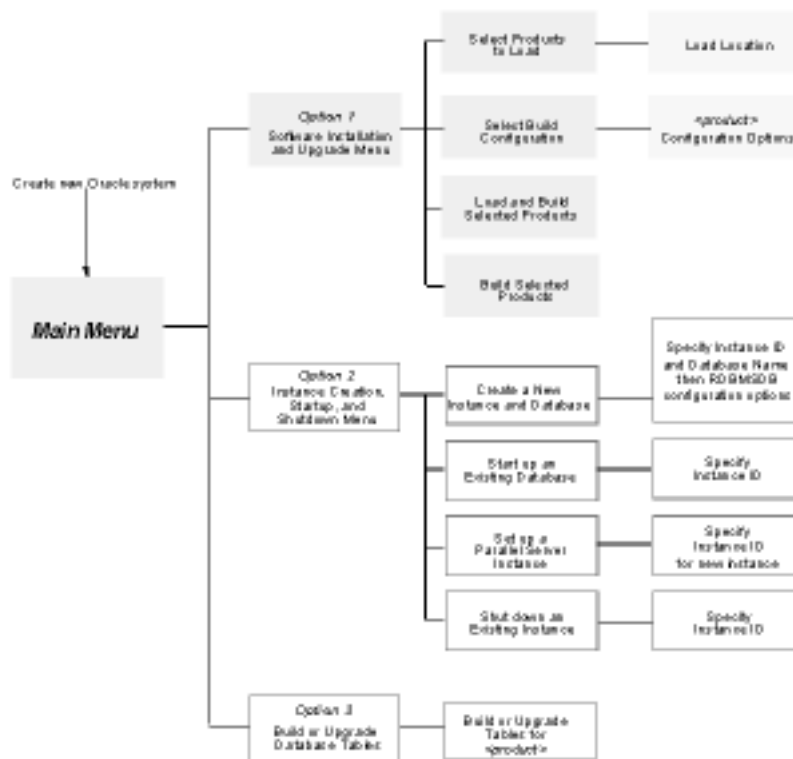 Create new Oracle system
Main Menu
Option 1
Software Installation
and Upgrade Menu
Select Products
to Load
Load Location
Select Build
Configuration
<product>
Configuration Options
Load and Build
Selected Products
Build Selected
Products
Option 2
Instance Creation,
Startup, and
Shutdown Menu
Create a New
Instance and Database
Specify Instance ID
and Database Name
then RDBMSDB
configuration options
Start up an
Existing Database
Specify
Instance ID
Set up a
Parallel Server
Instance
Specify
Instance ID
for new instance
Shut down an
Existing Instance
Specify
Instance ID
Option 3
Build or Upgrade
Database Tables
Build or Upgrade
Tables for
<product>